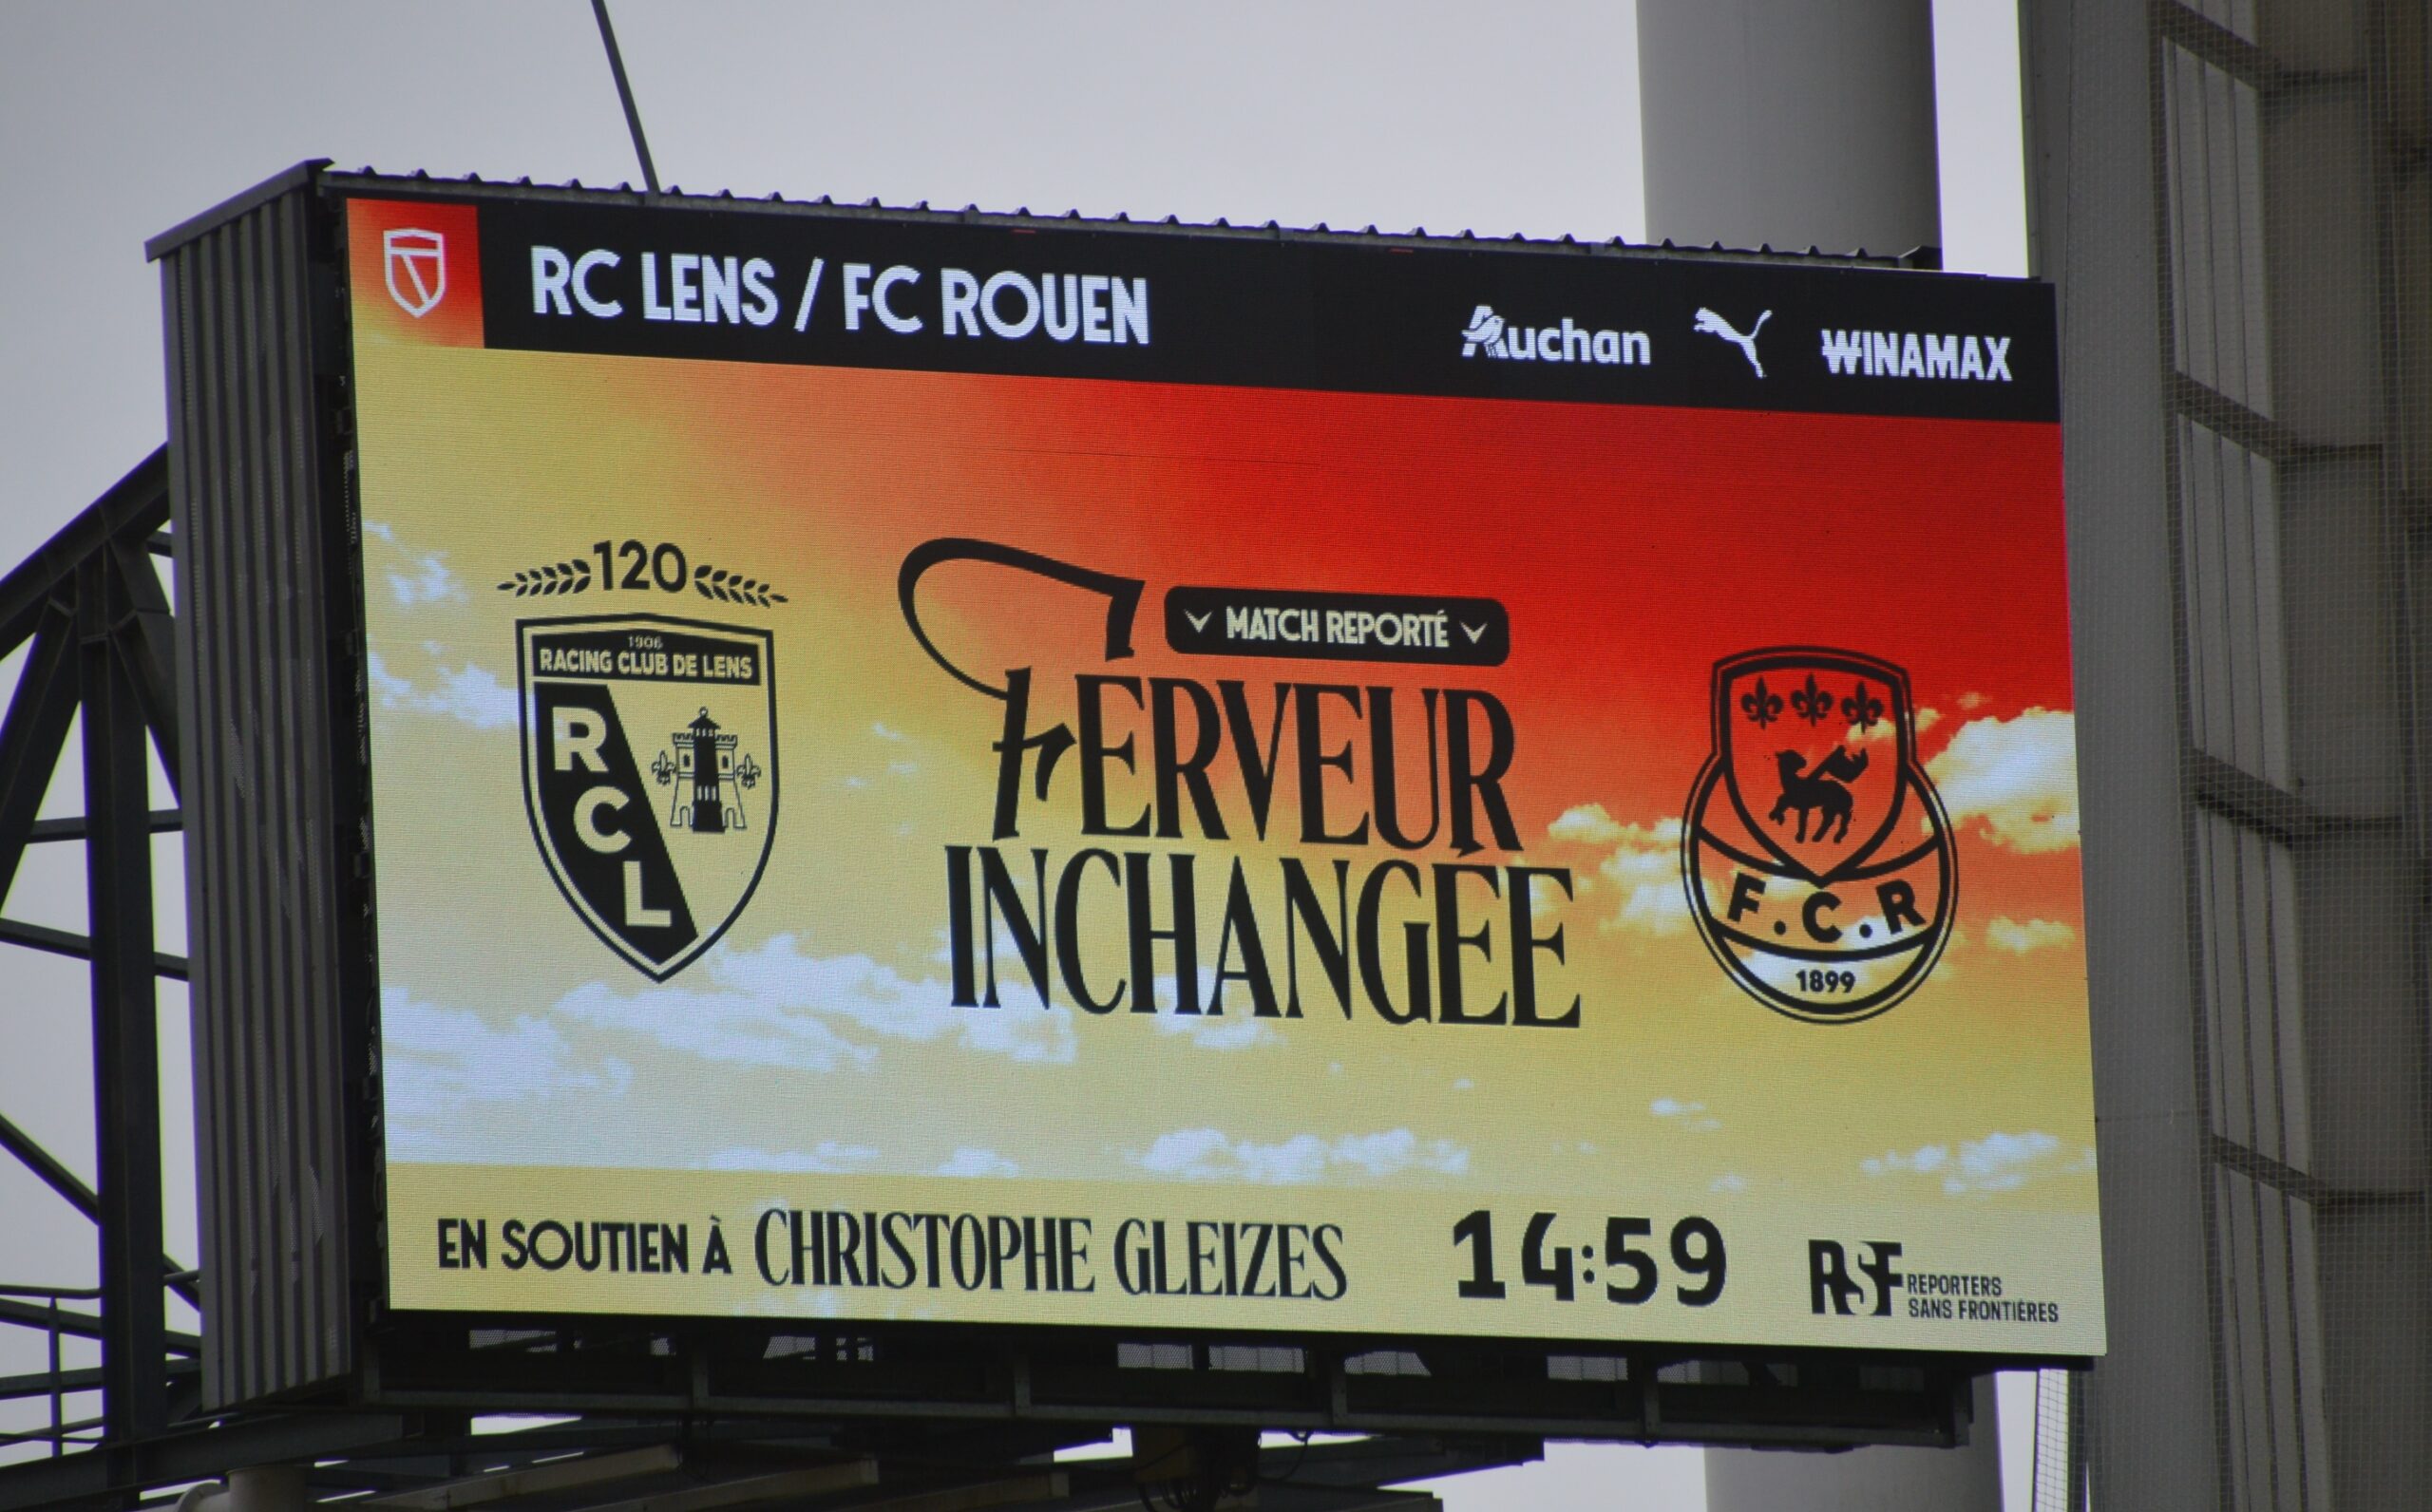 RC LENS / FC ROUEN
Auchan
WINAMAX
120
1906
RACING CLUB DE LENS
R
C
L
MATCH REPORTÉ
FERVEUR
INCHANGÉE
F.C.R
1899
EN SOUTIEN À CHRISTOPHE GLEIZES
14:59
RSF REPORTERS
SANS FRONTIÈRES